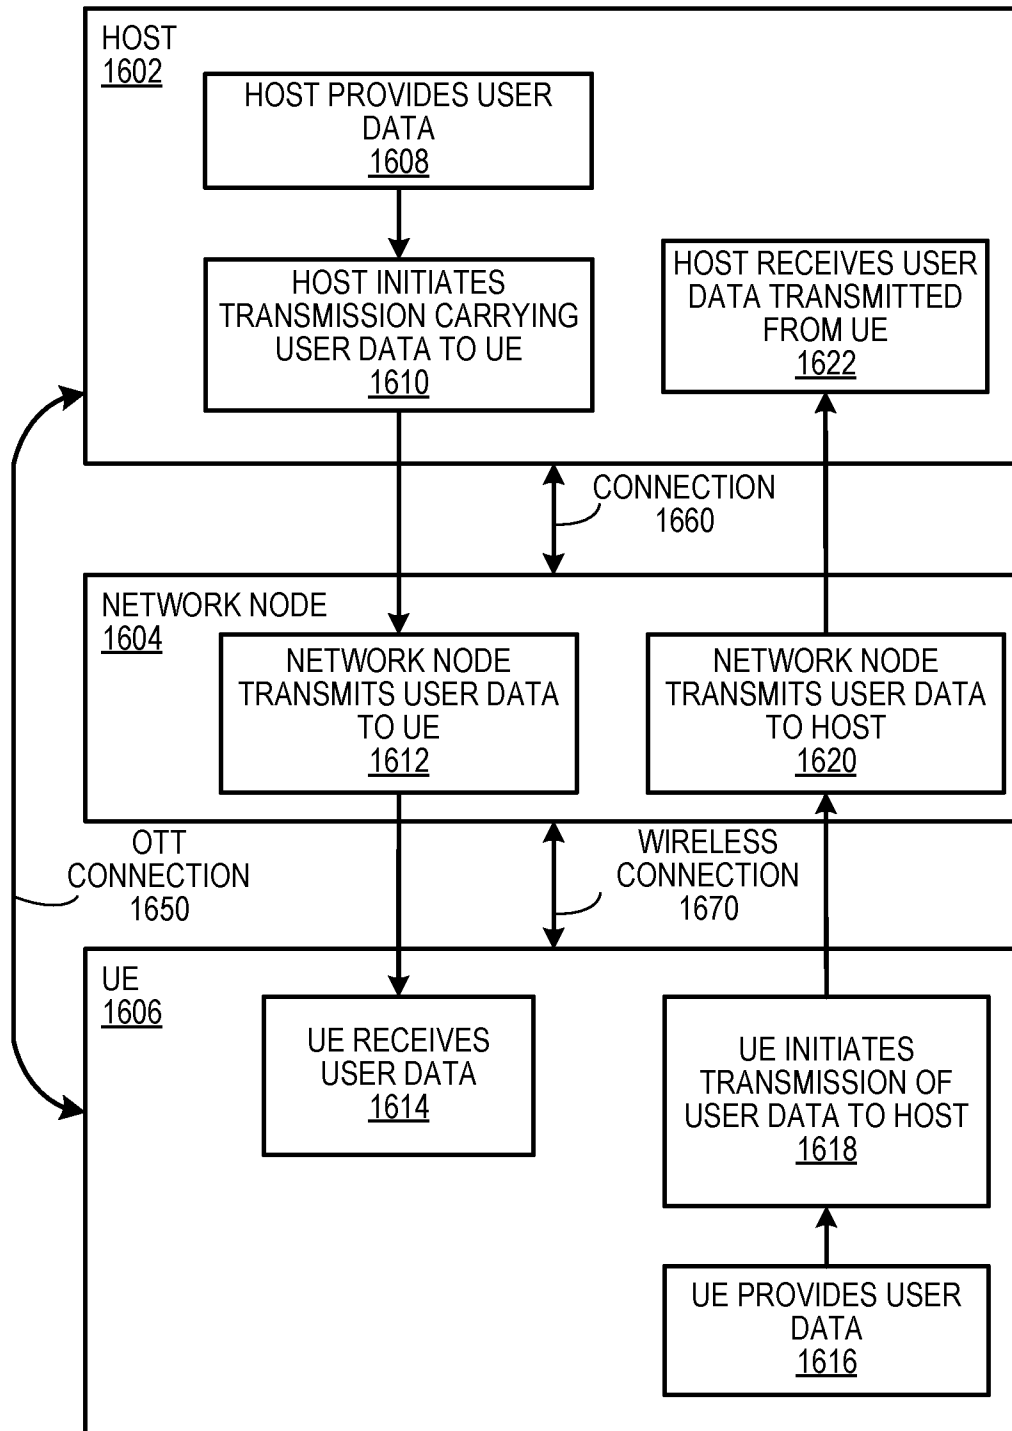 HOST
1602
HOST PROVIDES USER
DATA
1608
HOST INITIATES
TRANSMISSION CARRYING
USER DATA TO UE
1610
HOST RECEIVES USER
DATA TRANSMITTED
FROM UE
1622
CONNECTION
1660
NETWORK NODE
1604
NETWORK NODE
TRANSMITS USER DATA
TO UE
1612
NETWORK NODE
TRANSMITS USER DATA
TO HOST
1620
OTT
CONNECTION
1650
WIRELESS
CONNECTION
1670
UE
1606
UE RECEIVES
USER DATA
1614
UE INITIATES
TRANSMISSION OF
USER DATA TO HOST
1618
UE PROVIDES USER
DATA
1616